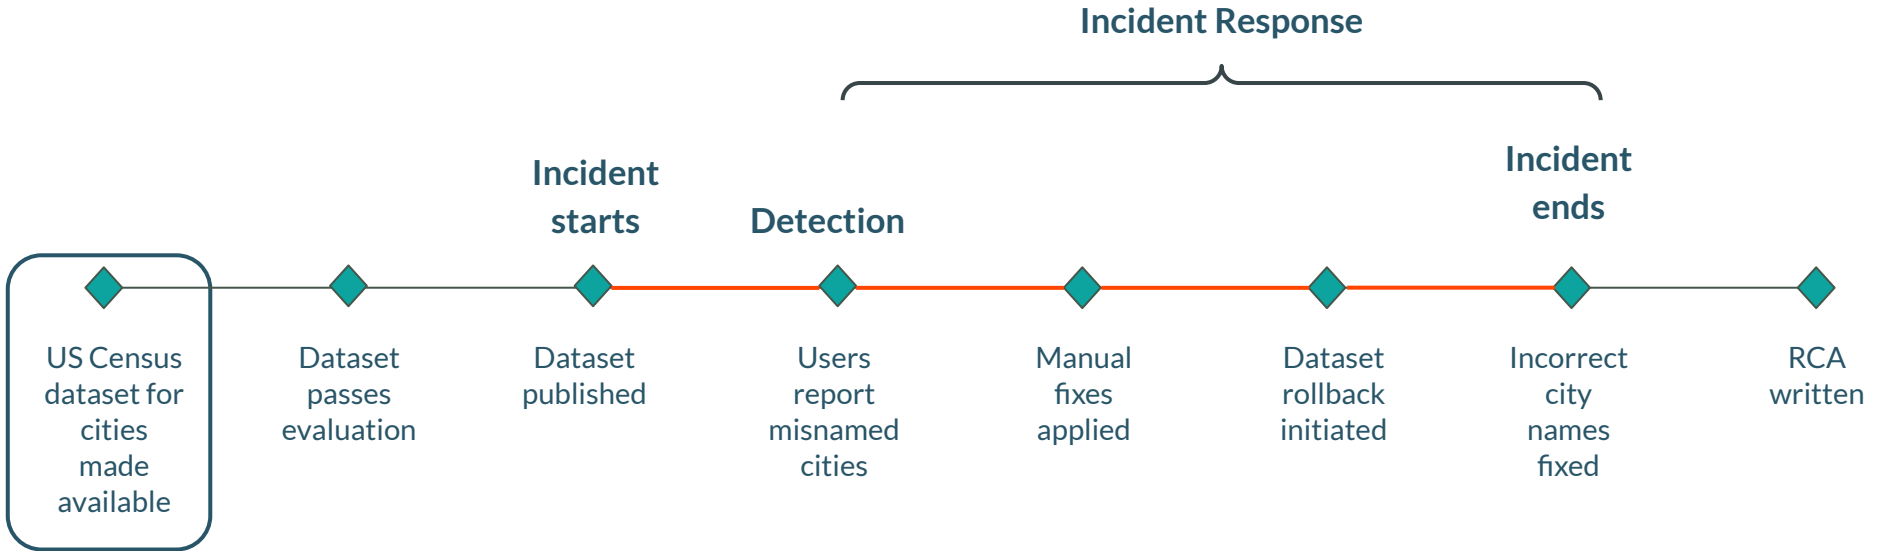 Incident Response
Incident
starts
Detection
Incident
ends
US Census
dataset for
cities
made
available
Dataset
passes
evaluation
Dataset
published
Users
report
misnamed
cities
Manual
fixes
applied
Dataset
rollback
initiated
Incorrect
city
names
fixed
RCA
written